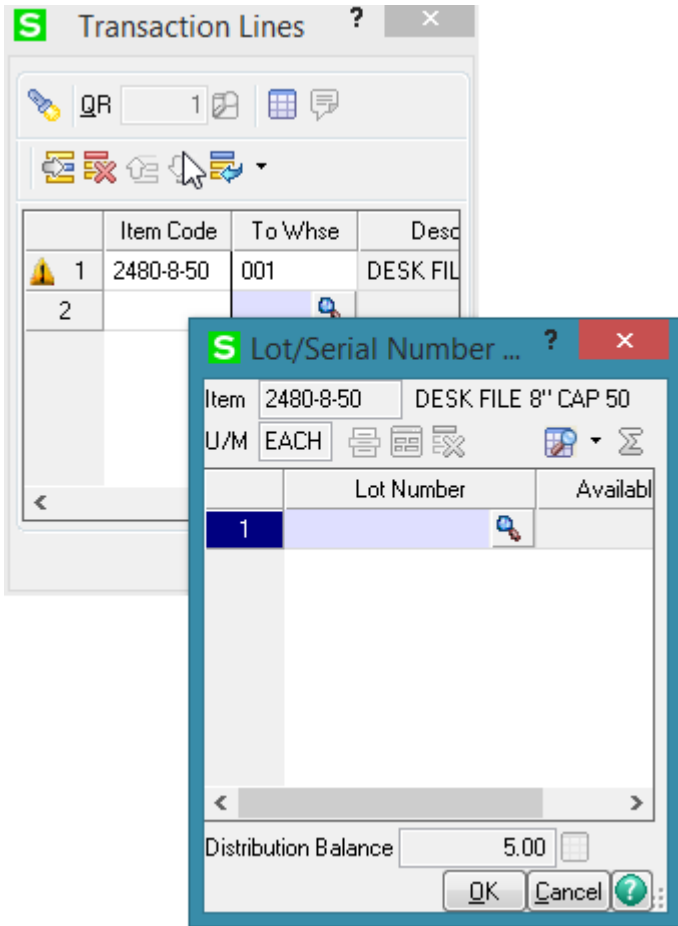 S Transaction Lines ? ×
QR 1
Item Code To Whse Desc
1 2480-8-50 001 DESK FIL
2
S Lot/Serial Number ... ? ×
Item 2480-8-50 DESK FILE 8" CAP 50
U/M EACH Σ
Lot Number Availabl
1
Distribution Balance 5.00
OK Cancel ?